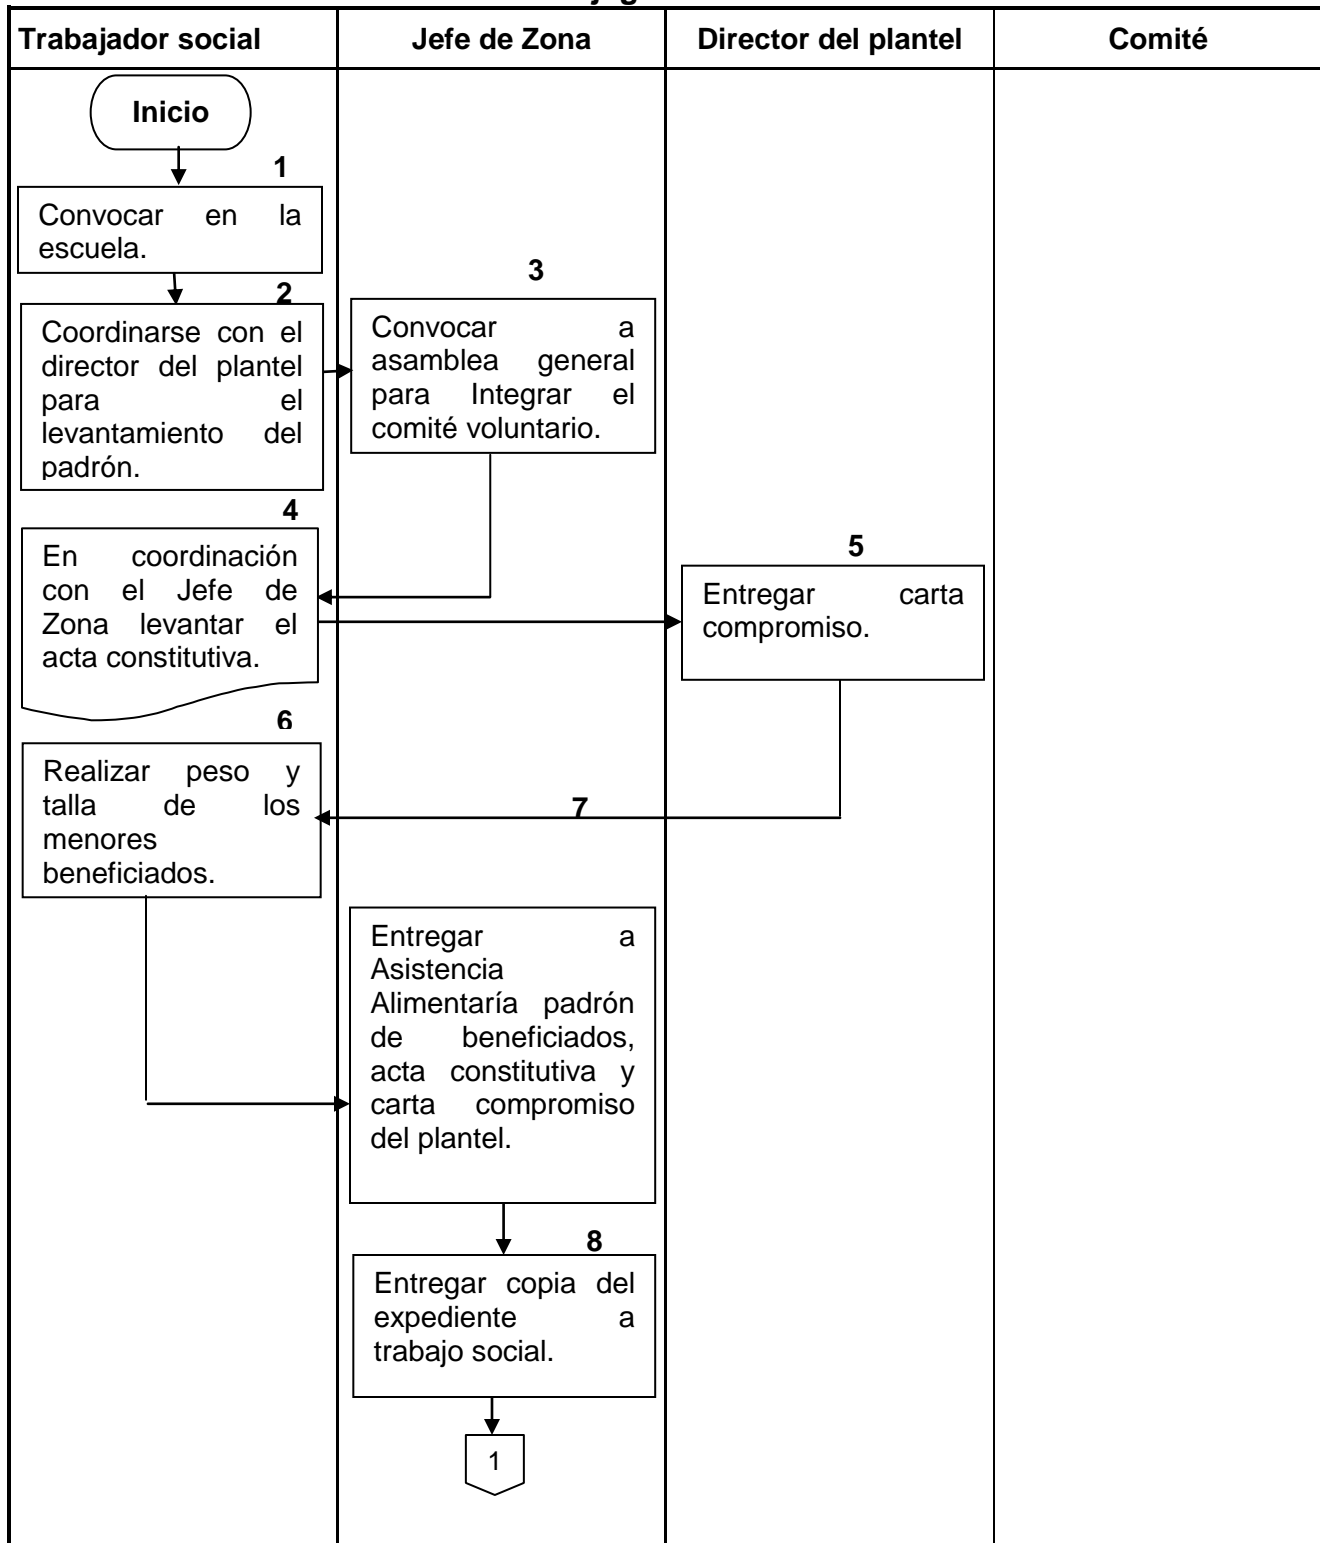 Trabajador social
Jefe de Zona
Director del plantel
Comité
Inicio
1
Convocar en la
escuela.
2
Coordinarse con el
director del plantel
para el
levantamiento del
padrón.
3
Convocar a
asamblea general
para Integrar el
comité voluntario.
4
En coordinación
con el Jefe de
Zona levantar el
acta constitutiva.
5
Entregar carta
compromiso.
6
Realizar peso y
talla de los
menores
beneficiados.
7
Entregar a
Asistencia
Alimentaría padrón
de beneficiados,
acta constitutiva y
carta compromiso
del plantel.
8
Entregar copia del
expediente a
trabajo social.
1